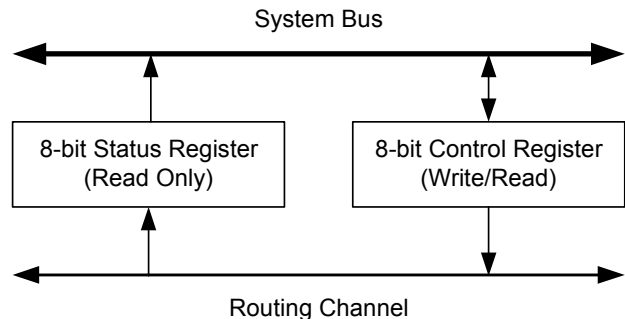 System Bus
8-bit Status Register
(Read Only)
8-bit Control Register
(Write/Read)
Routing Channel